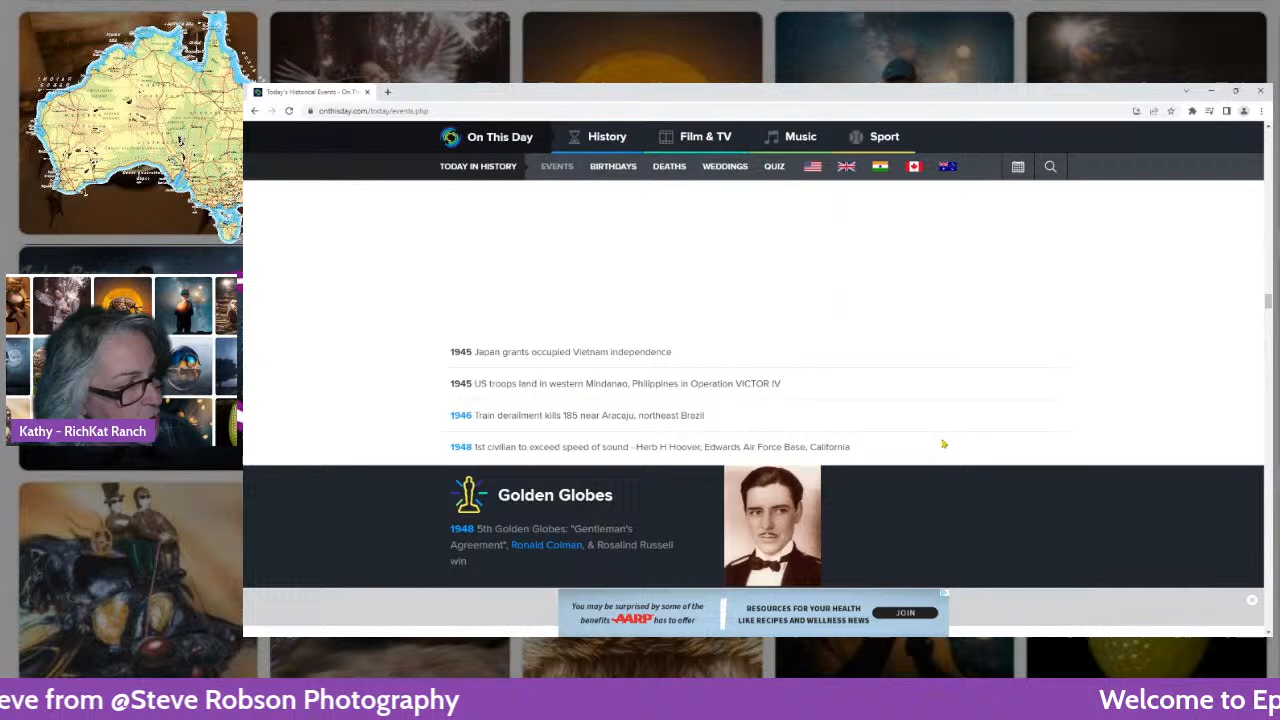 Today's Historical Events - On Th
onthisday.com/today/events.php
On This Day
History
Film & TV
Music
Sport
TODAY IN HISTORY
EVENTS
BIRTHDAYS
DEATHS
WEDDINGS
QUIZ
1945 Japan grants occupied Vietnam independence
1945 US troops land in western Mindanao, Philippines in Operation VICTOR IV
1946 Train derailment kills 185 near Aracaju, northeast Brazil
1948 1st civilian to exceed speed of sound - Herb H Hoover, Edwards Air Force Base, California
Golden Globes
1948 5th Golden Globes: "Gentleman's
Agreement", Ronald Colman, & Rosalind Russell
win
You may be surprised by some of the
benefits AARP has to offer
RESOURCES FOR YOUR HEALTH
LIKE RECIPES AND WELLNESS NEWS
JOIN
INDIAN
OCEAN
Kathy - RichKat Ranch
eve from @Steve Robson Photography
Welcome to Ep